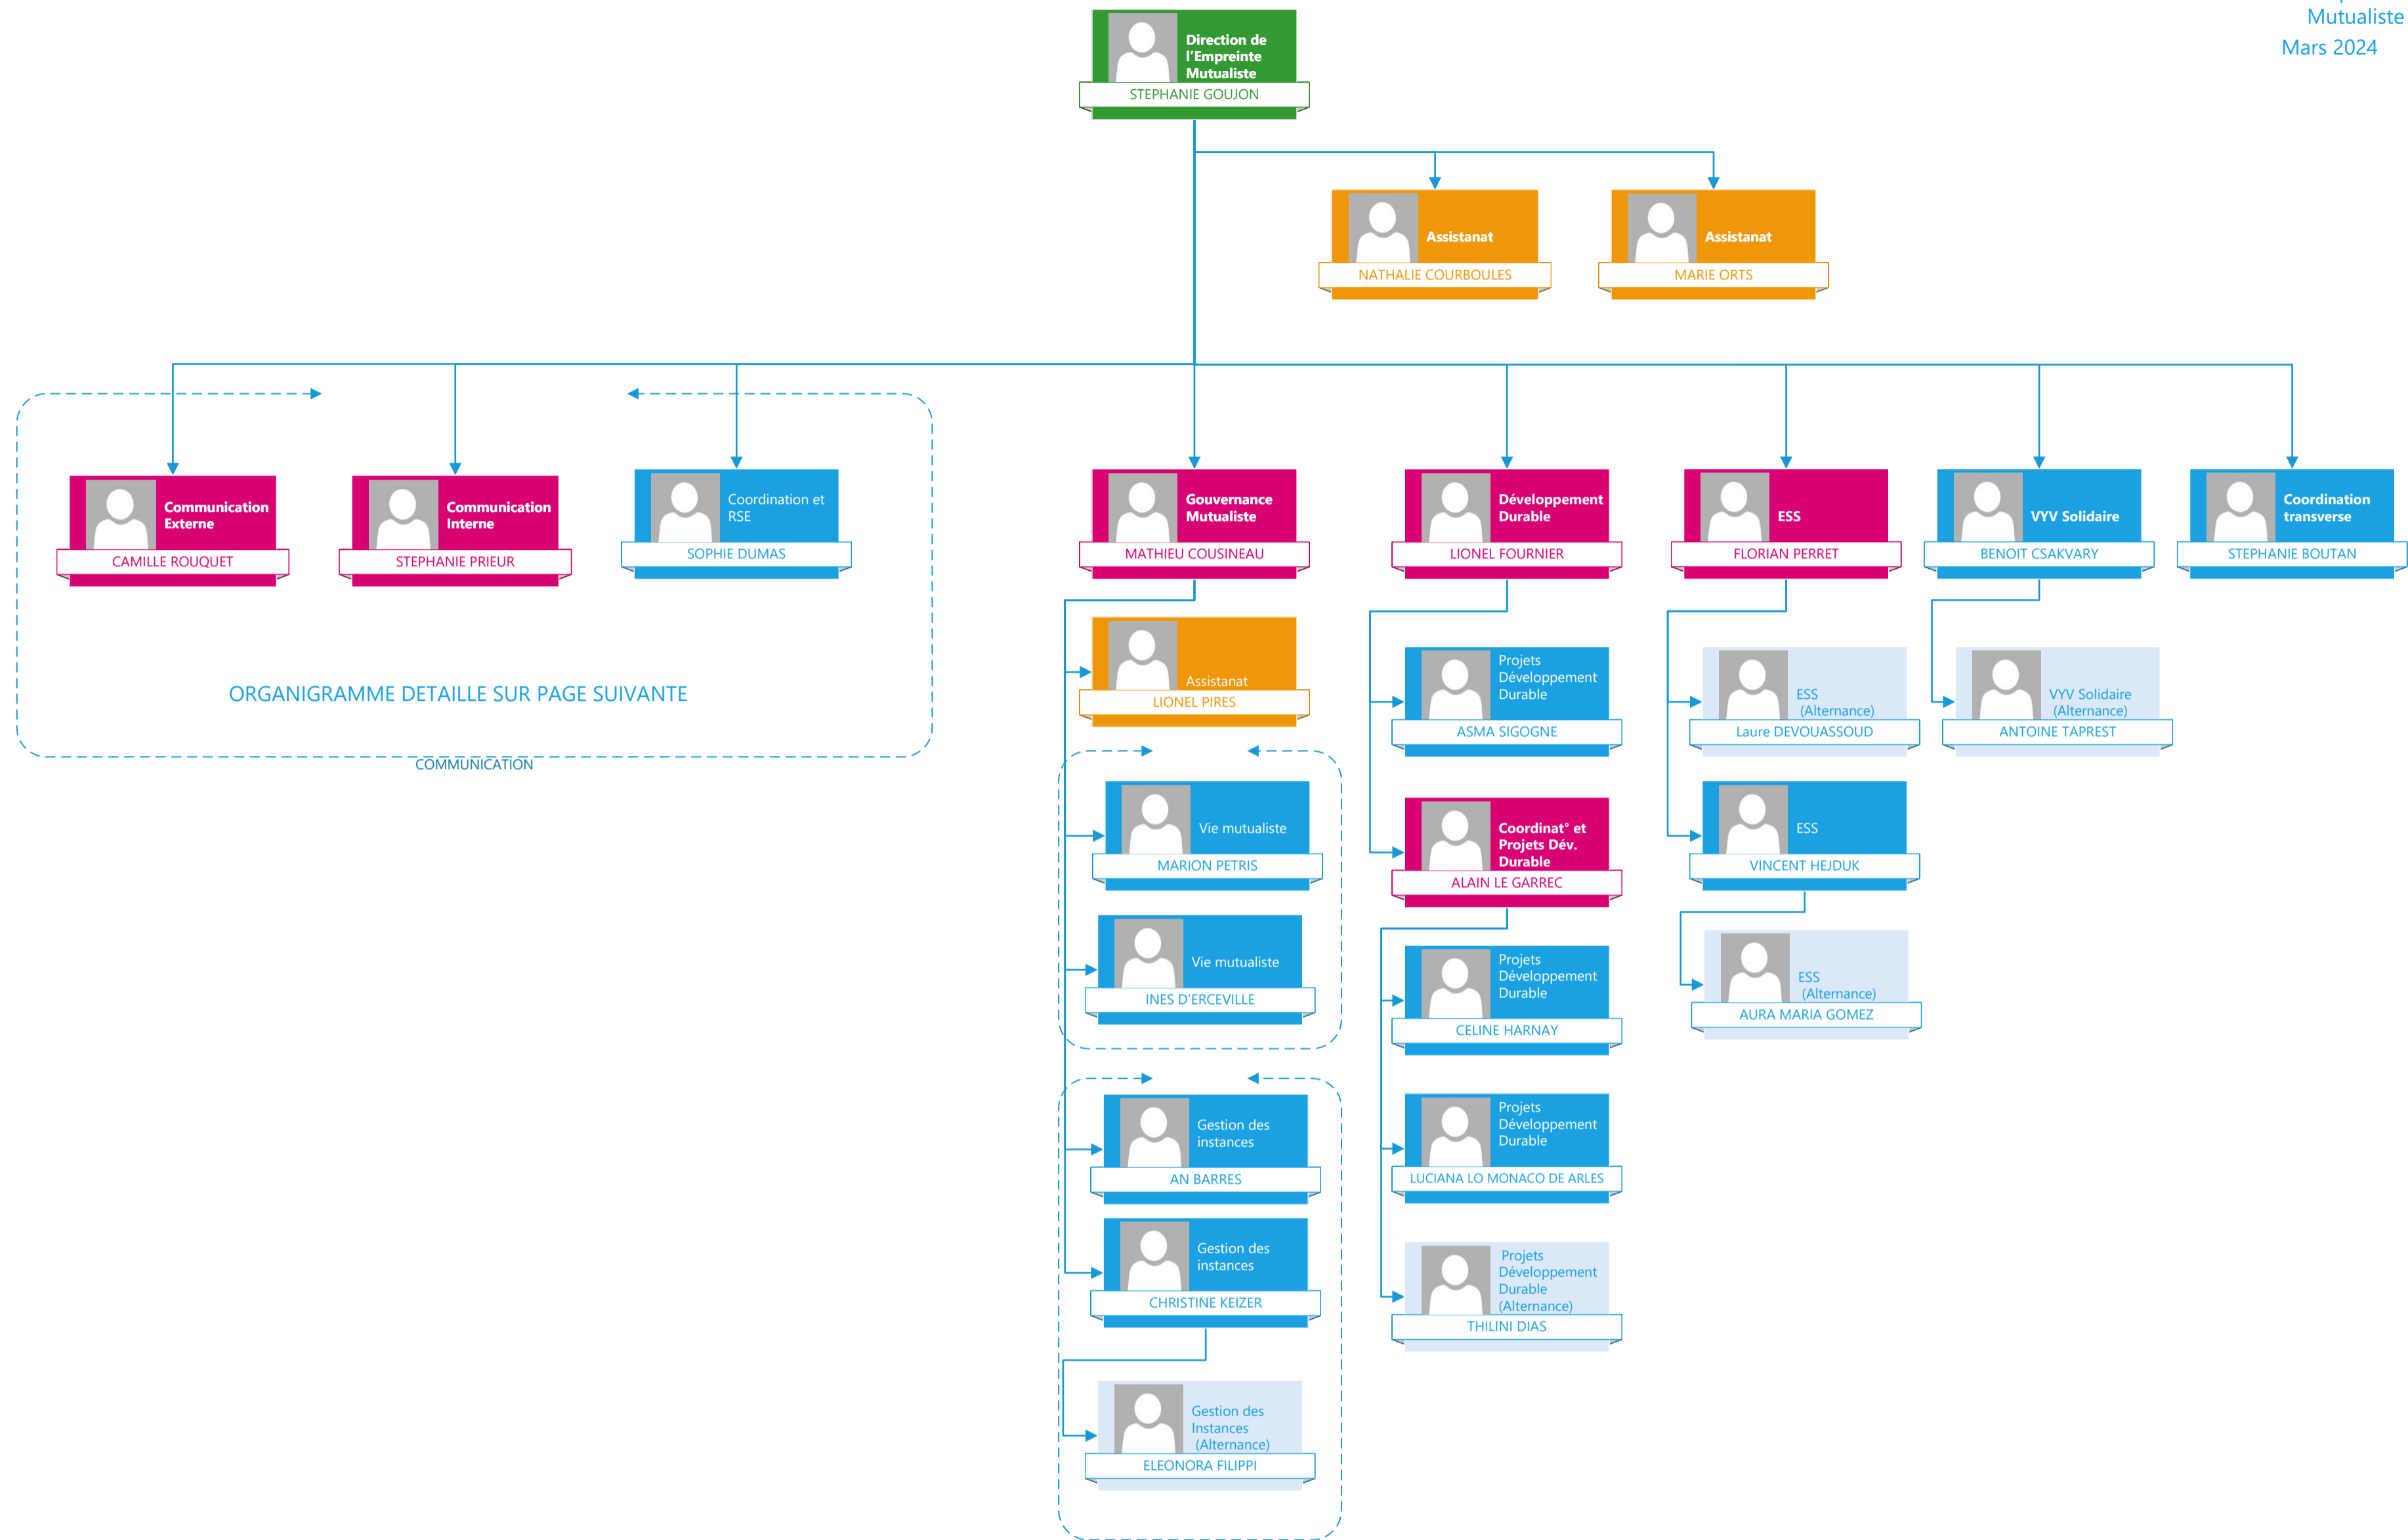 Mutualiste
Mars 2024
Direction de
l'Empreinte
Mutualiste
STEPHANIE GOUJON
Assistanat
NATHALIE COURBOULES
Assistanat
MARIE ORTS
Communication
Externe
CAMILLE ROUQUET
Communication
Interne
STEPHANIE PRIEUR
Coordination et
RSE
SOPHIE DUMAS
Gouvernance
Mutualiste
MATHIEU COUSINEAU
Développement
Durable
LIONEL FOURNIER
ESS
FLORIAN PERRET
VYV Solidaire
BENOIT CSAKVARY
Coordination
transverse
STEPHANIE BOUTAN
ORGANIGRAMME DETAILLE SUR PAGE SUIVANTE
COMMUNICATION
Assistanat
LIONEL PIRES
Vie mutualiste
MARION PETRIS
Vie mutualiste
INES D'ERCEVILLE
Gestion des
instances
AN BARRES
Gestion des
instances
CHRISTINE KEIZER
Gestion des
Instances
(Alternance)
ELEONORA FILIPPI
Projets
Développement
Durable
ASMA SIGOGNE
Coordinat° et
Projets Dév.
Durable
ALAIN LE GARREC
Projets
Développement
Durable
CELINE HARNAY
Projets
Développement
Durable
LUCIANA LO MONACO DE ARLES
Projets
Développement
Durable
(Alternance)
THILINI DIAS
ESS
(Alternance)
Laure DEVOUASSOUD
ESS
VINCENT HEJDUK
ESS
(Alternance)
AURA MARIA GOMEZ
VYV Solidaire
(Alternance)
ANTOINE TAPREST